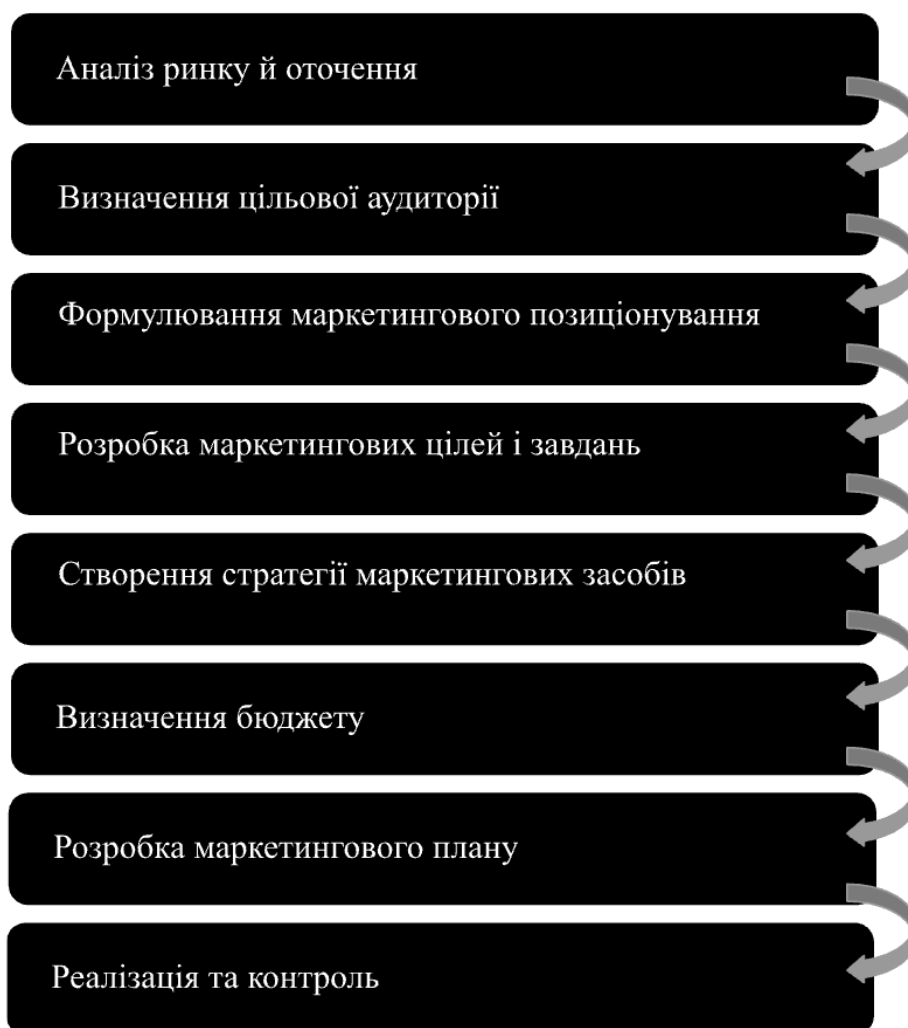 Аналіз ринку й оточення
Визначення цільової аудиторії
Формулювання маркетингового позиціонування
Розробка маркетингових цілей і завдань
Створення стратегії маркетингових засобів
Визначення бюджету
Розробка маркетингового плану
Реалізація та контроль